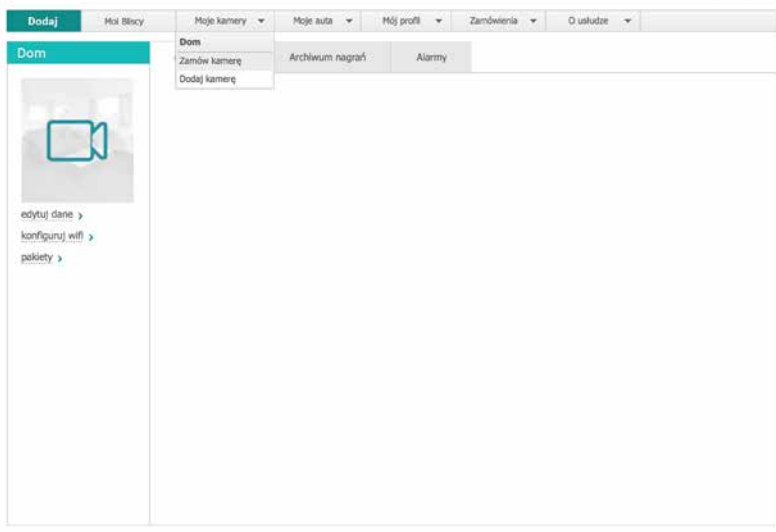 Dodaj
Moi Bliscy
Moje kamery
Moje auta
Mój profil
Zamówienia
O usłudze
Dom
Dom
Zamów kamerę
Dodaj kamerę
Archiwum nagrań
Alarmy
edytuj dane
konfiguruj wifi
pakiety